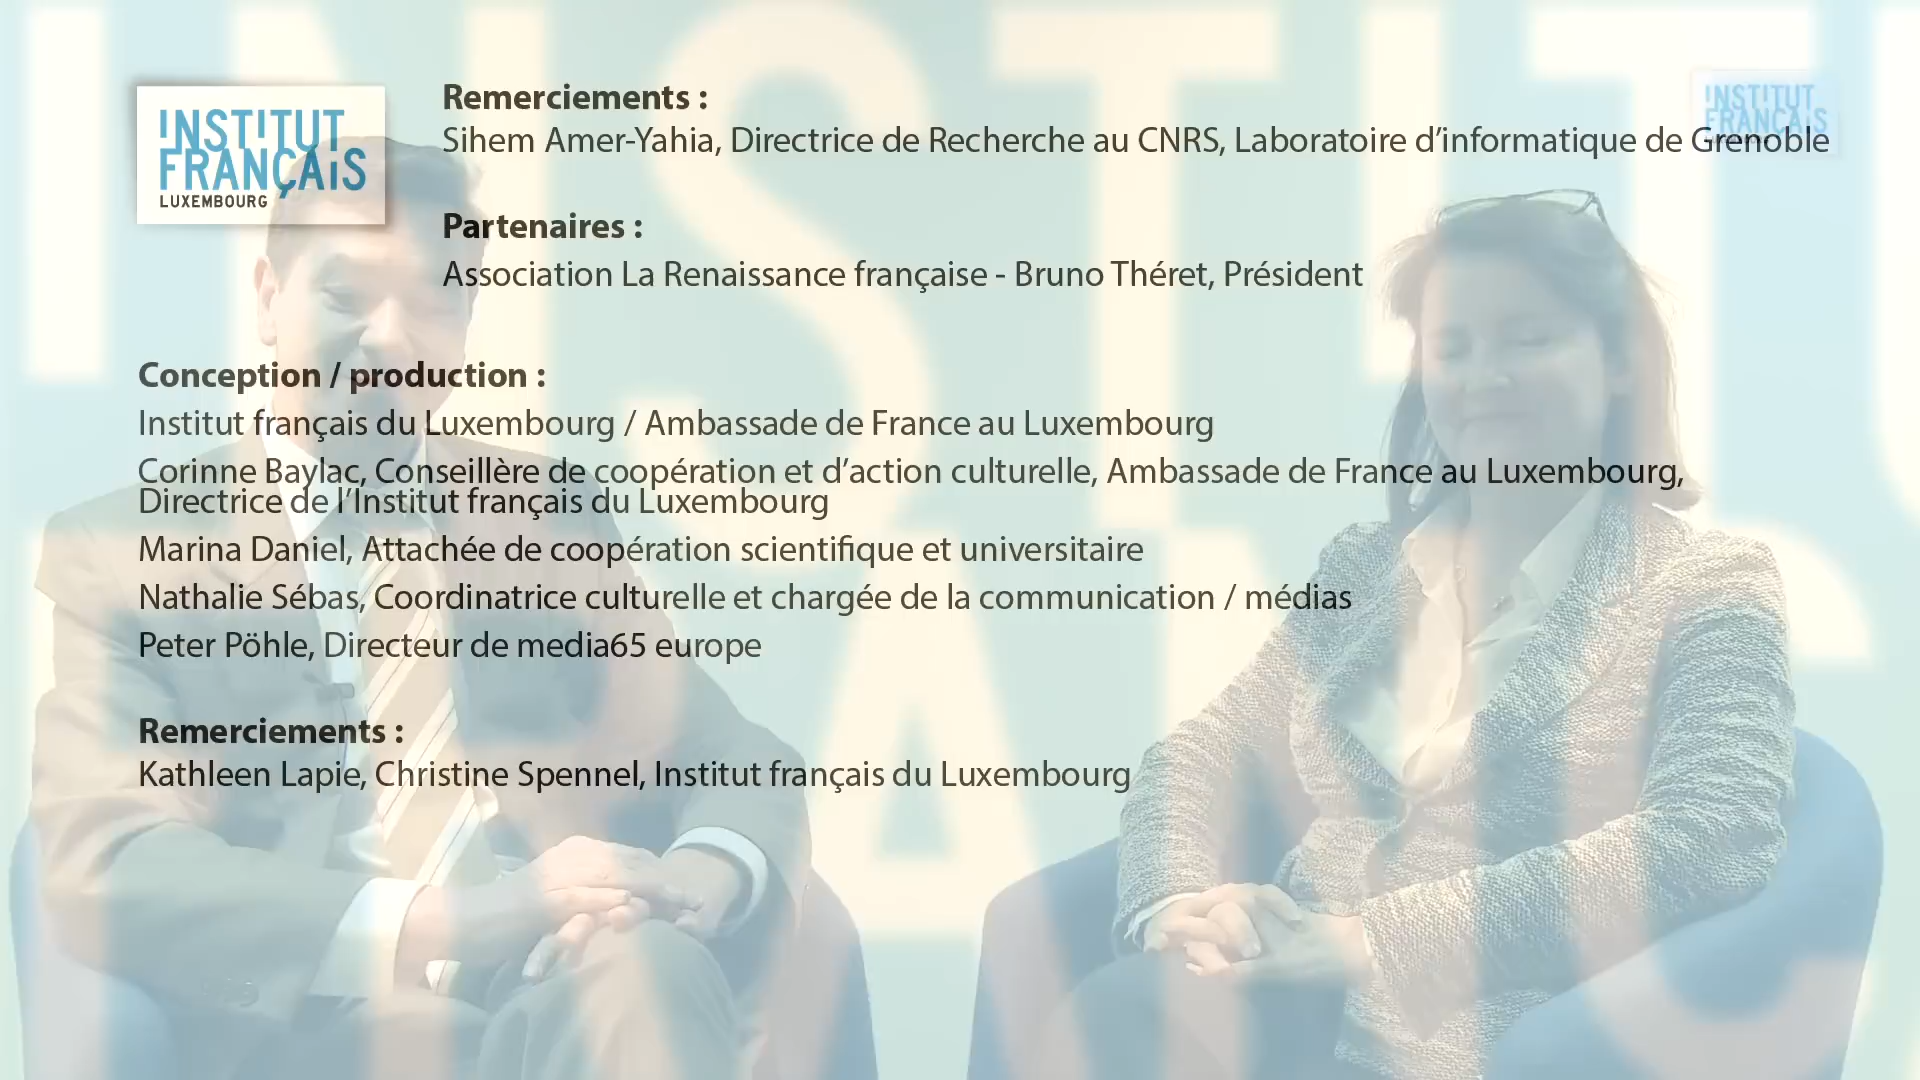 INSTITUT
FRANÇAIS
LUXEMBOURG
Remerciements :
Sihem Amer-Yahia, Directrice de Recherche au CNRS, Laboratoire d’informatique de Grenoble
INSTITUT
FRANÇAIS
Partenaires :
Association La Renaissance française - Bruno Théret, Président
Conception / production :
Institut français du Luxembourg / Ambassade de France au Luxembourg
Corinne Baylac, Conseillère de coopération et d’action culturelle, Ambassade de France au Luxembourg,
Directrice de l’Institut français du Luxembourg
Marina Daniel, Attachée de coopération scientifique et universitaire
Nathalie Sébas, Coordinatrice culturelle et chargée de la communication / médias
Peter Pöhle, Directeur de media65 europe
Remerciements :
Kathleen Lapie, Christine Spennel, Institut français du Luxembourg